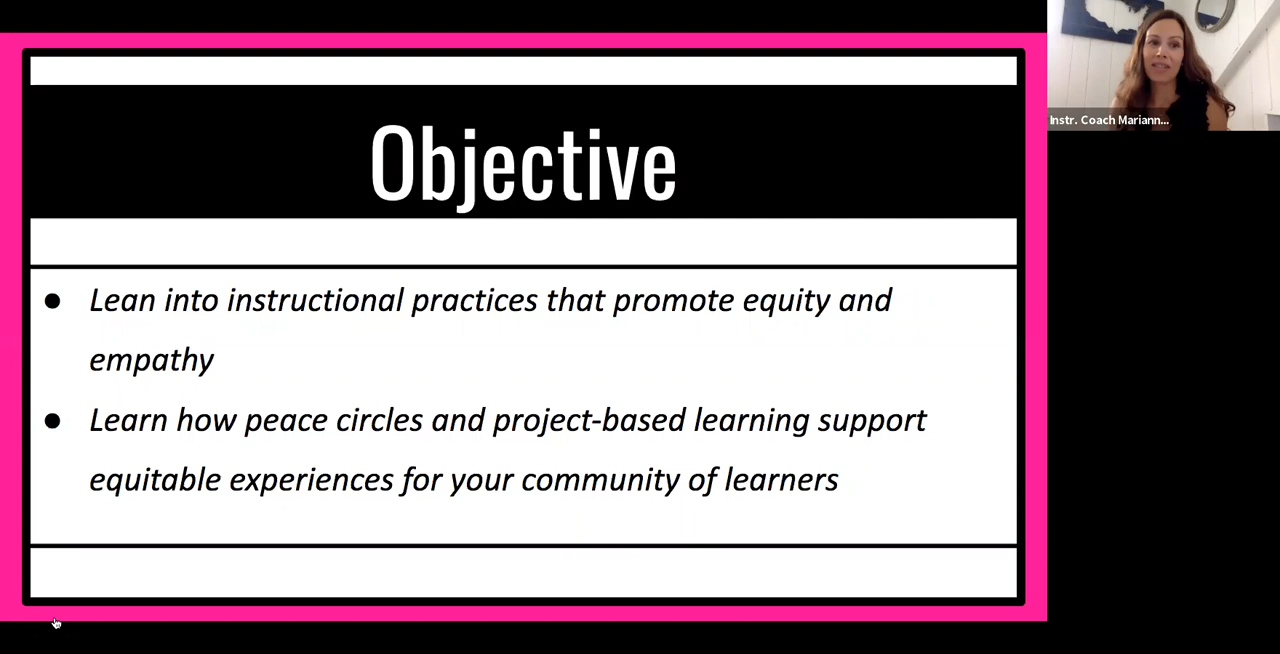 Objective
● Lean into instructional practices that promote equity and
empathy
● Learn how peace circles and project-based learning support
equitable experiences for your community of learners
Instr. Coach Mariann...